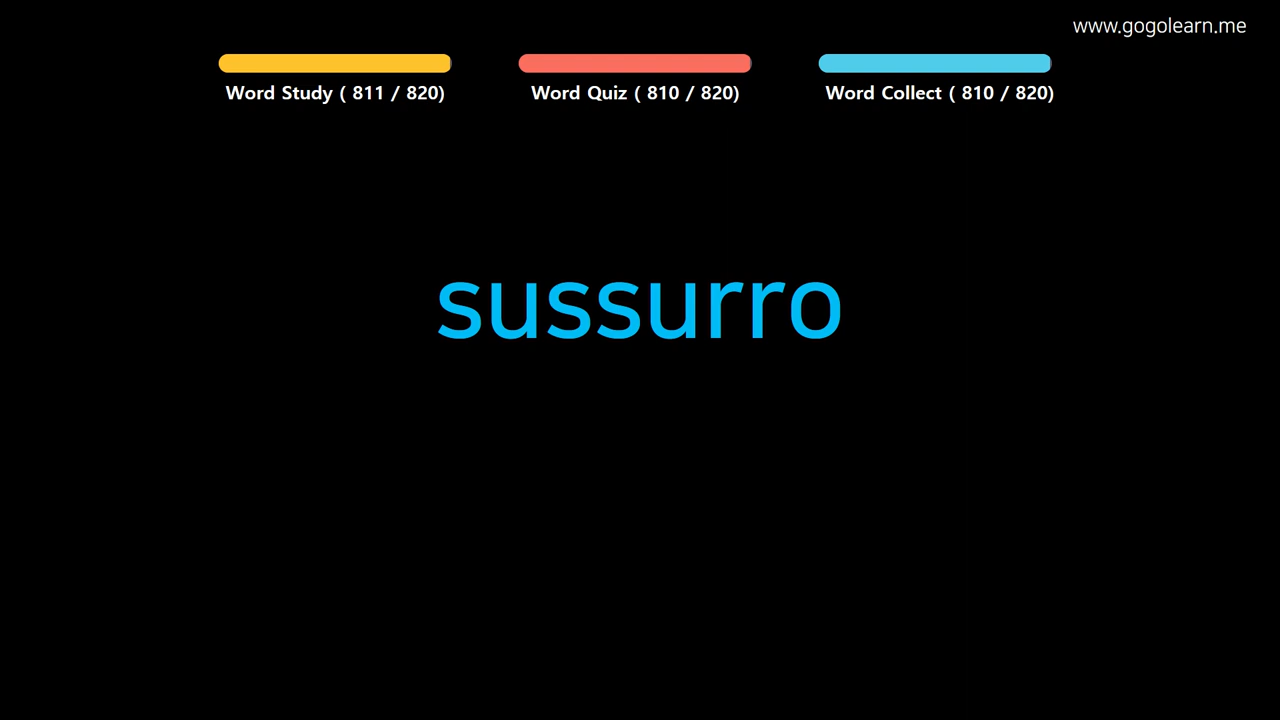 www.gogolearn.me
Word Study ( 811 / 820)
Word Quiz ( 810 / 820)
Word Collect ( 810 / 820)
sussurro